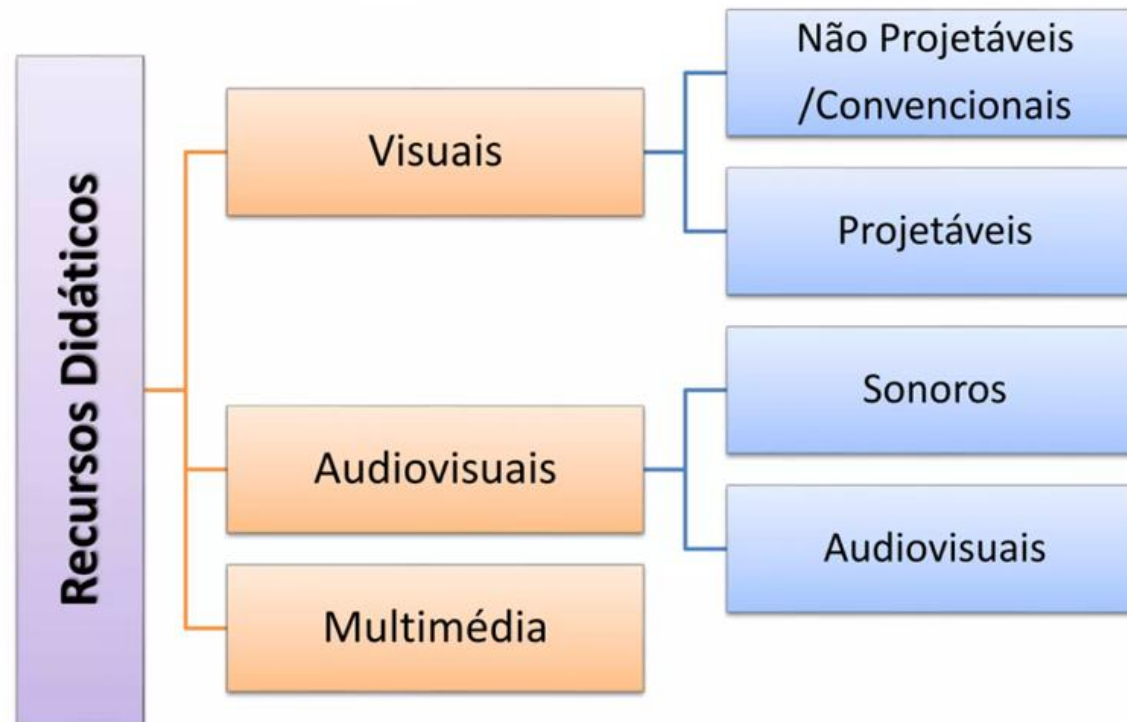 Recursos Didáticos
Visuais
Não Projetáveis
/Convencionais
Projetáveis
Audiovisuais
Sonoros
Audiovisuais
Multimédia